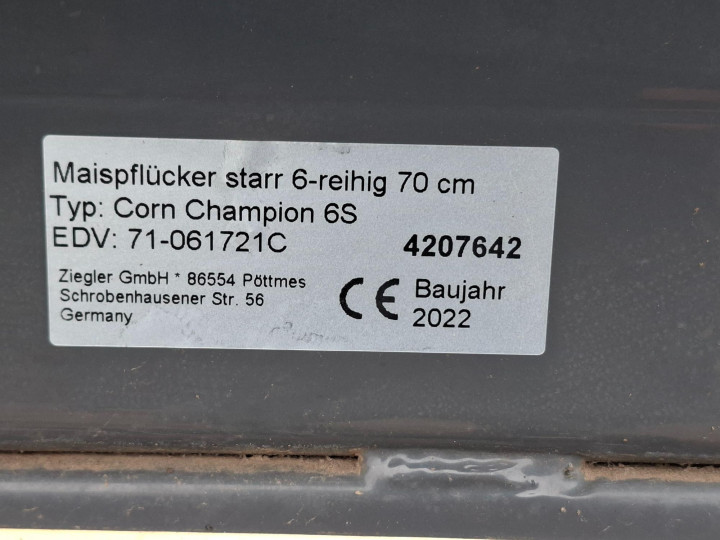 Maispflücker starr 6-reihig 70 cm
Typ: Corn Champion 6S
EDV: 71-061721C 4207642
Ziegler GmbH * 86554 Pöttmes
Schrobenhausener Str. 56
Germany
CE Baujahr
2022